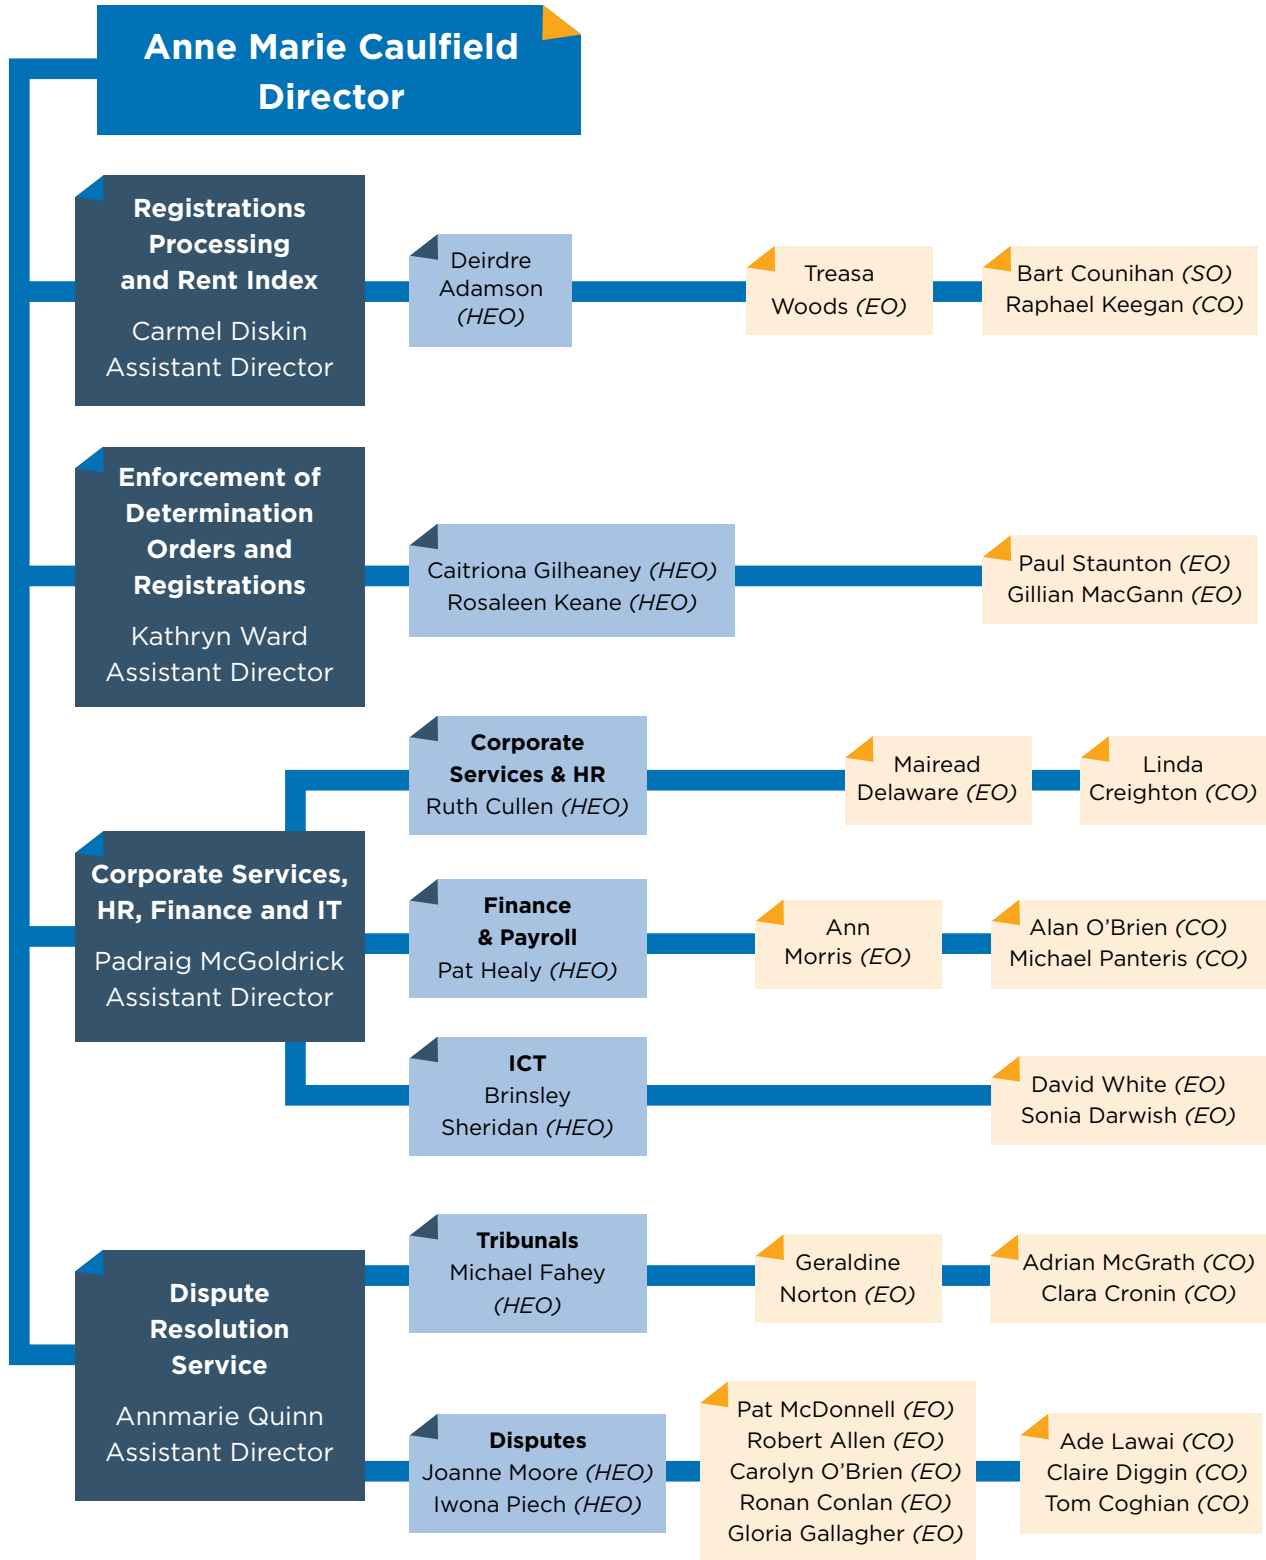 Anne Marie Caulfield
Director
Registrations
Processing
and Rent Index
Carmel Diskin
Assistant Director
Deirdre
Adamson
(HEO)
Treasa
Woods (EO)
Bart Counihan (SO)
Raphael Keegan (CO)
Enforcement of
Determination
Orders and
Registrations
Kathryn Ward
Assistant Director
Caitriona Gilheaney (HEO)
Rosaleen Keane (HEO)
Paul Staunton (EO)
Gillian MacGann (EO)
Corporate Services,
HR, Finance and IT
Padraig McGoldrick
Assistant Director
Corporate
Services & HR
Ruth Cullen (HEO)
Mairead
Delaware (EO)
Linda
Creighton (CO)
Finance
& Payroll
Pat Healy (HEO)
Ann
Morris (EO)
Alan O'Brien (CO)
Michael Panteris (CO)
ICT
Brinsley
Sheridan (HEO)
David White (EO)
Sonia Darwish (EO)
Dispute
Resolution
Service
Annmarie Quinn
Assistant Director
Tribunals
Michael Fahey
(HEO)
Geraldine
Norton (EO)
Adrian McGrath (CO)
Clara Cronin (CO)
Disputes
Joanne Moore (HEO)
Iwona Piech (HEO)
Pat McDonnell (EO)
Robert Allen (EO)
Carolyn O'Brien (EO)
Ronan Conlan (EO)
Gloria Gallagher (EO)
Ade Lawai (CO)
Claire Diggin (CO)
Tom Coghian (CO)